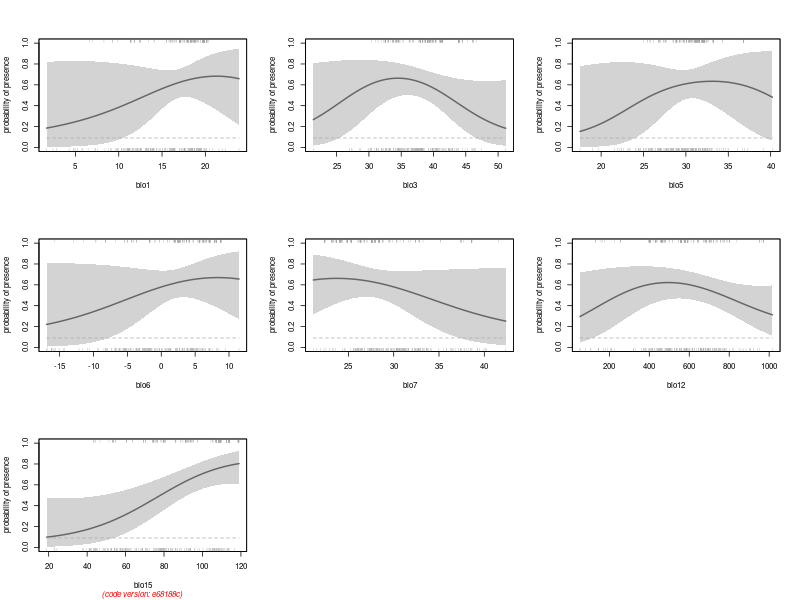 probability of presence
0.0 0.2 0.4 0.6 0.8 1.0
5 10 15 20
bio1
probability of presence
0.0 0.2 0.4 0.6 0.8 1.0
25 30 35 40 45 50
bio3
probability of presence
0.0 0.2 0.4 0.6 0.8 1.0
20 25 30 35 40
bio5
probability of presence
0.0 0.2 0.4 0.6 0.8 1.0
-15 -10 -5 0 5 10
bio6
probability of presence
0.0 0.2 0.4 0.6 0.8 1.0
25 30 35 40
bio7
probability of presence
0.0 0.2 0.4 0.6 0.8 1.0
200 400 600 800 1000
bio12
probability of presence
0.0 0.2 0.4 0.6 0.8 1.0
20 40 60 80 100 120
bio15
(code version: e68188c)